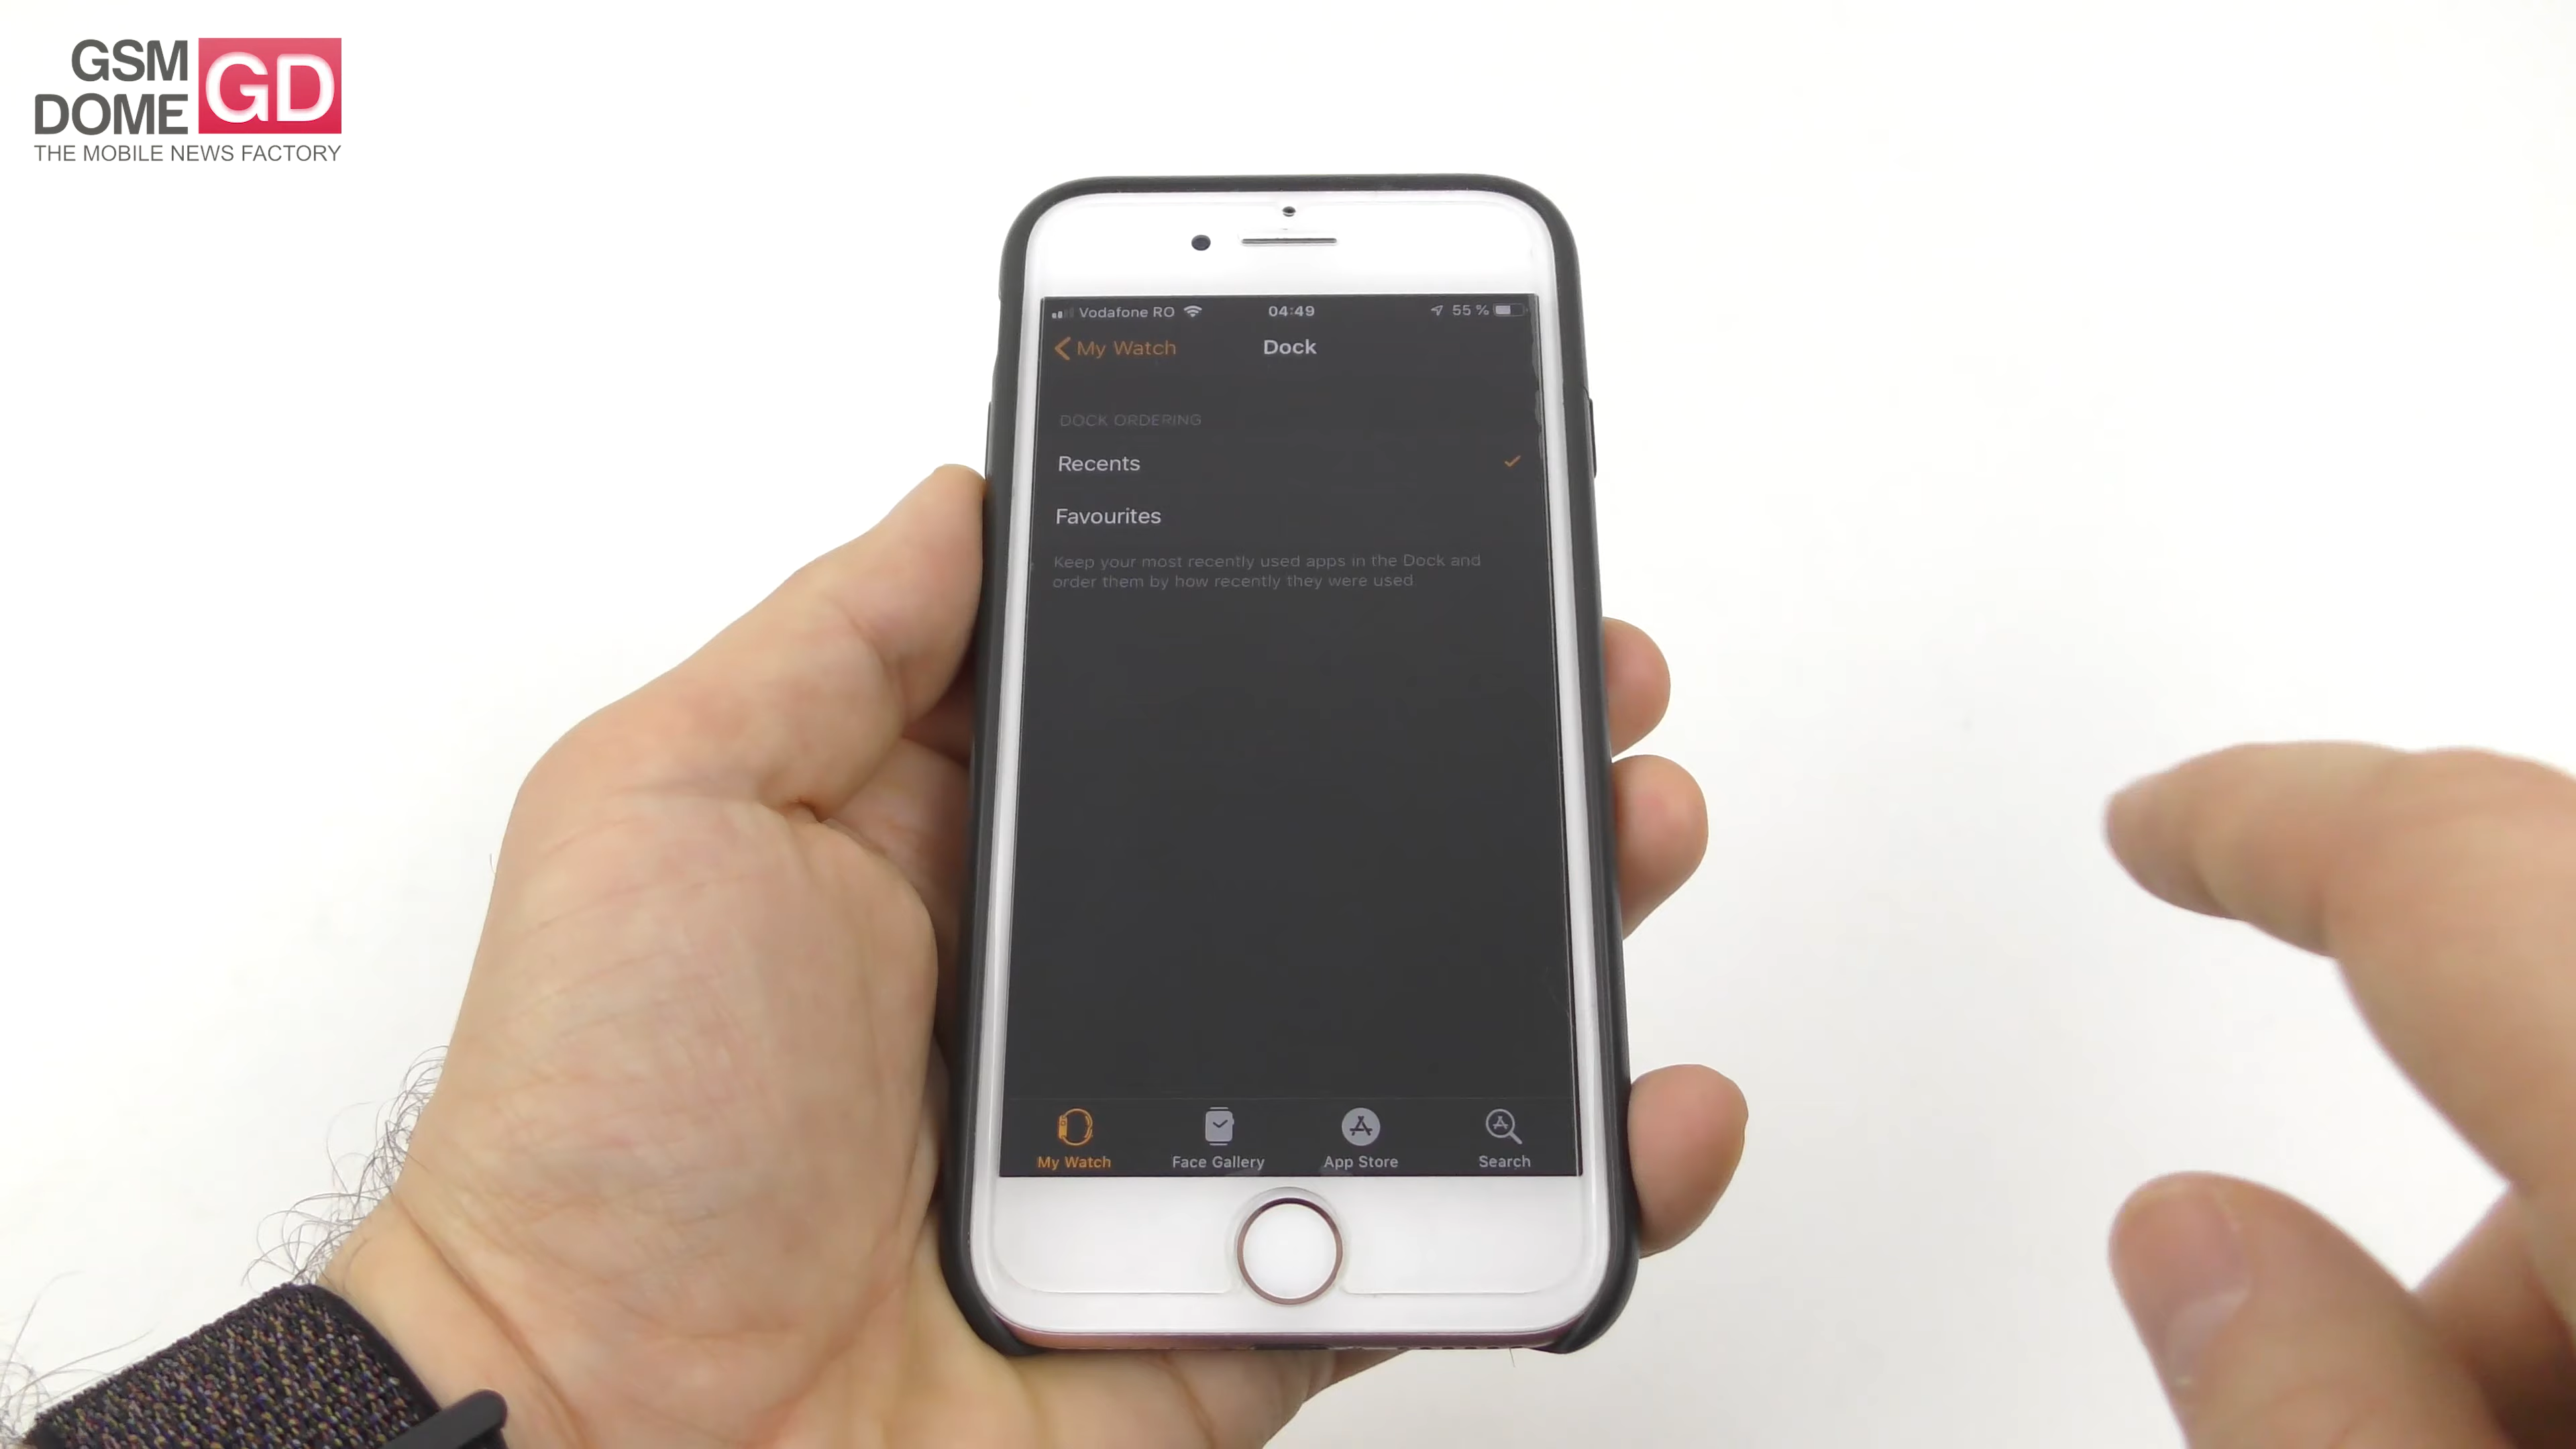 GSM
DOME
GD
THE MOBILE NEWS FACTORY
Vodafone RO
04:49
55 %
My Watch
Dock
DOCK ORDERING
Recents
Favourites
Keep your most recently used apps in the Dock and
order them by how recently they were used
My Watch
Face Gallery
App Store
Search